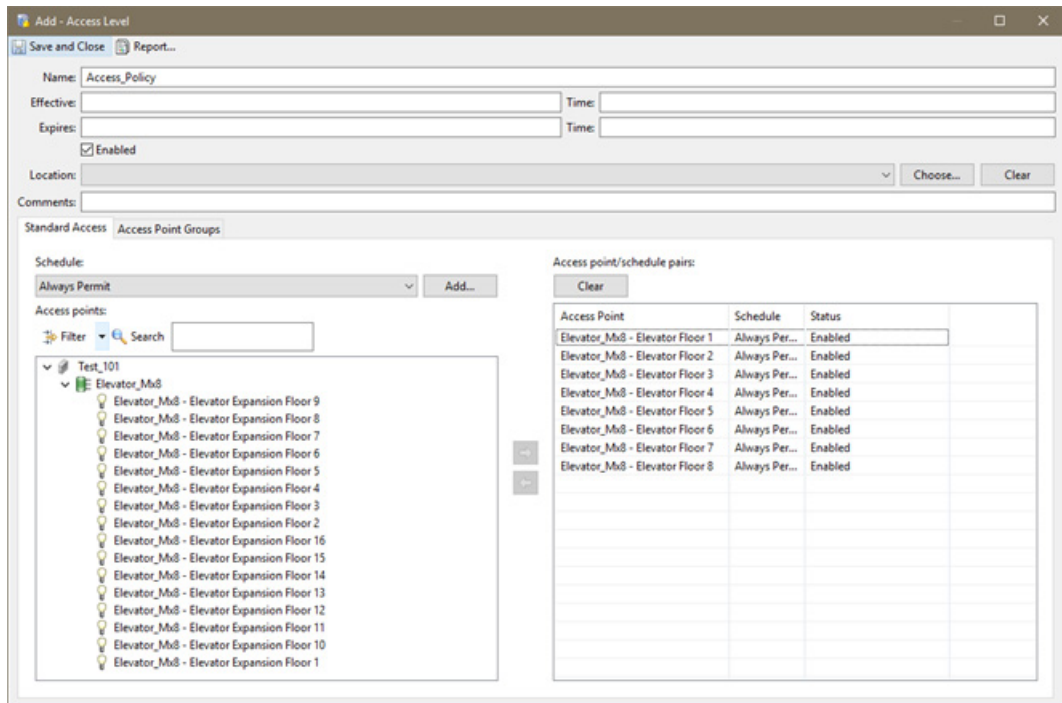 Add - Access Level
Save and Close Report...
Name: Access_Policy
Effective: Time:
Expires: Time:
Enabled
Location: Choose... Clear
Comments:
Standard Access Access Point Groups
Schedule:
Always Permit Add...
Access points:
Filter Search
Test_101
Elevator_Mx8
Elevator_Mx8 - Elevator Expansion Floor 9
Elevator_Mx8 - Elevator Expansion Floor 8
Elevator_Mx8 - Elevator Expansion Floor 7
Elevator_Mx8 - Elevator Expansion Floor 6
Elevator_Mx8 - Elevator Expansion Floor 5
Elevator_Mx8 - Elevator Expansion Floor 4
Elevator_Mx8 - Elevator Expansion Floor 3
Elevator_Mx8 - Elevator Expansion Floor 2
Elevator_Mx8 - Elevator Expansion Floor 16
Elevator_Mx8 - Elevator Expansion Floor 15
Elevator_Mx8 - Elevator Expansion Floor 14
Elevator_Mx8 - Elevator Expansion Floor 13
Elevator_Mx8 - Elevator Expansion Floor 12
Elevator_Mx8 - Elevator Expansion Floor 11
Elevator_Mx8 - Elevator Expansion Floor 10
Elevator_Mx8 - Elevator Expansion Floor 1
Access point/schedule pairs:
Clear
Access Point Schedule Status
Elevator_Mx8 - Elevator Floor 1 Always Per... Enabled
Elevator_Mx8 - Elevator Floor 2 Always Per... Enabled
Elevator_Mx8 - Elevator Floor 3 Always Per... Enabled
Elevator_Mx8 - Elevator Floor 4 Always Per... Enabled
Elevator_Mx8 - Elevator Floor 5 Always Per... Enabled
Elevator_Mx8 - Elevator Floor 6 Always Per... Enabled
Elevator_Mx8 - Elevator Floor 7 Always Per... Enabled
Elevator_Mx8 - Elevator Floor 8 Always Per... Enabled